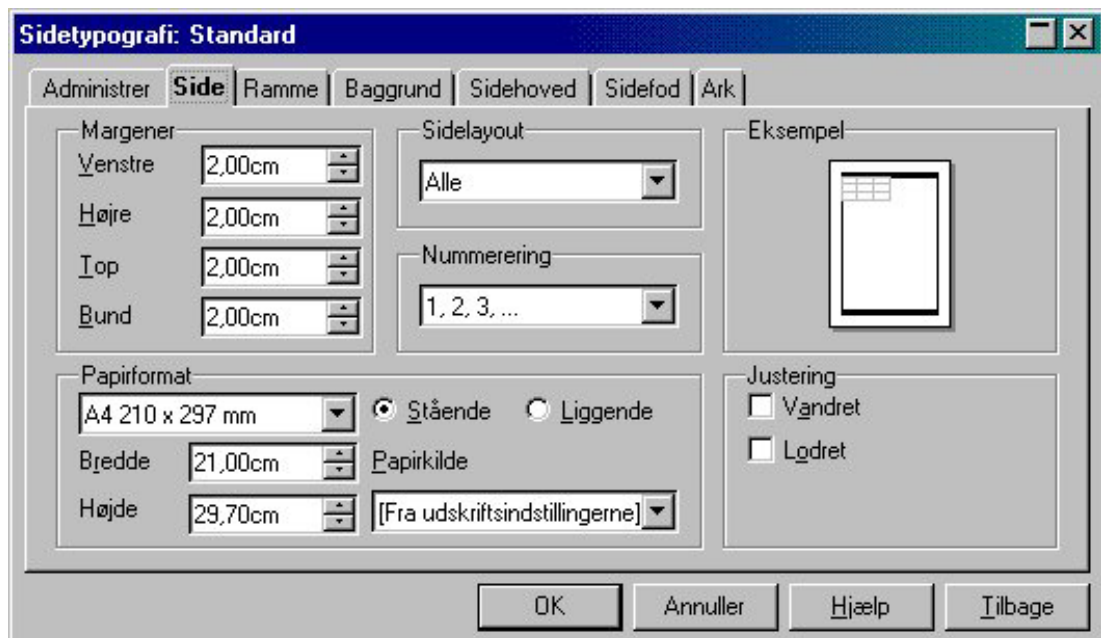 Sidetypografi: Standard
Administrer Side Ramme Baggrund Sidehoved Sidefod Ark
Margener
Venstre 2,00cm
Højre 2,00cm
Top 2,00cm
Bund 2,00cm
Sidelayout
Alle
Nummerering
1, 2, 3, ...
Eksempel
Papirformat
A4 210 x 297 mm Stående Liggende
Bredde 21,00cm Papirkilde
Højde 29,70cm [Fra udskriftsindstillingerne]
Justering
Vandret
Lodret
OK Annuller Hjælp Tilbage